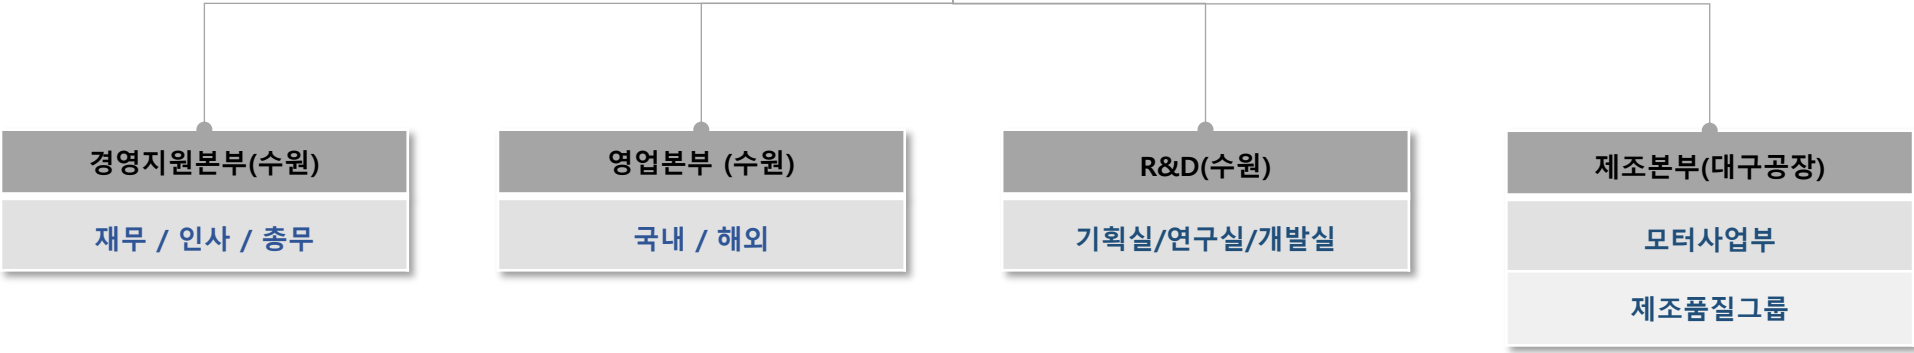 경영지원본부(수원)
재무 / 인사 / 총무
영업본부 (수원)
국내 / 해외
R&D(수원)
기획실/연구실/개발실
제조본부(대구공장)
모터사업부
제조품질그룹